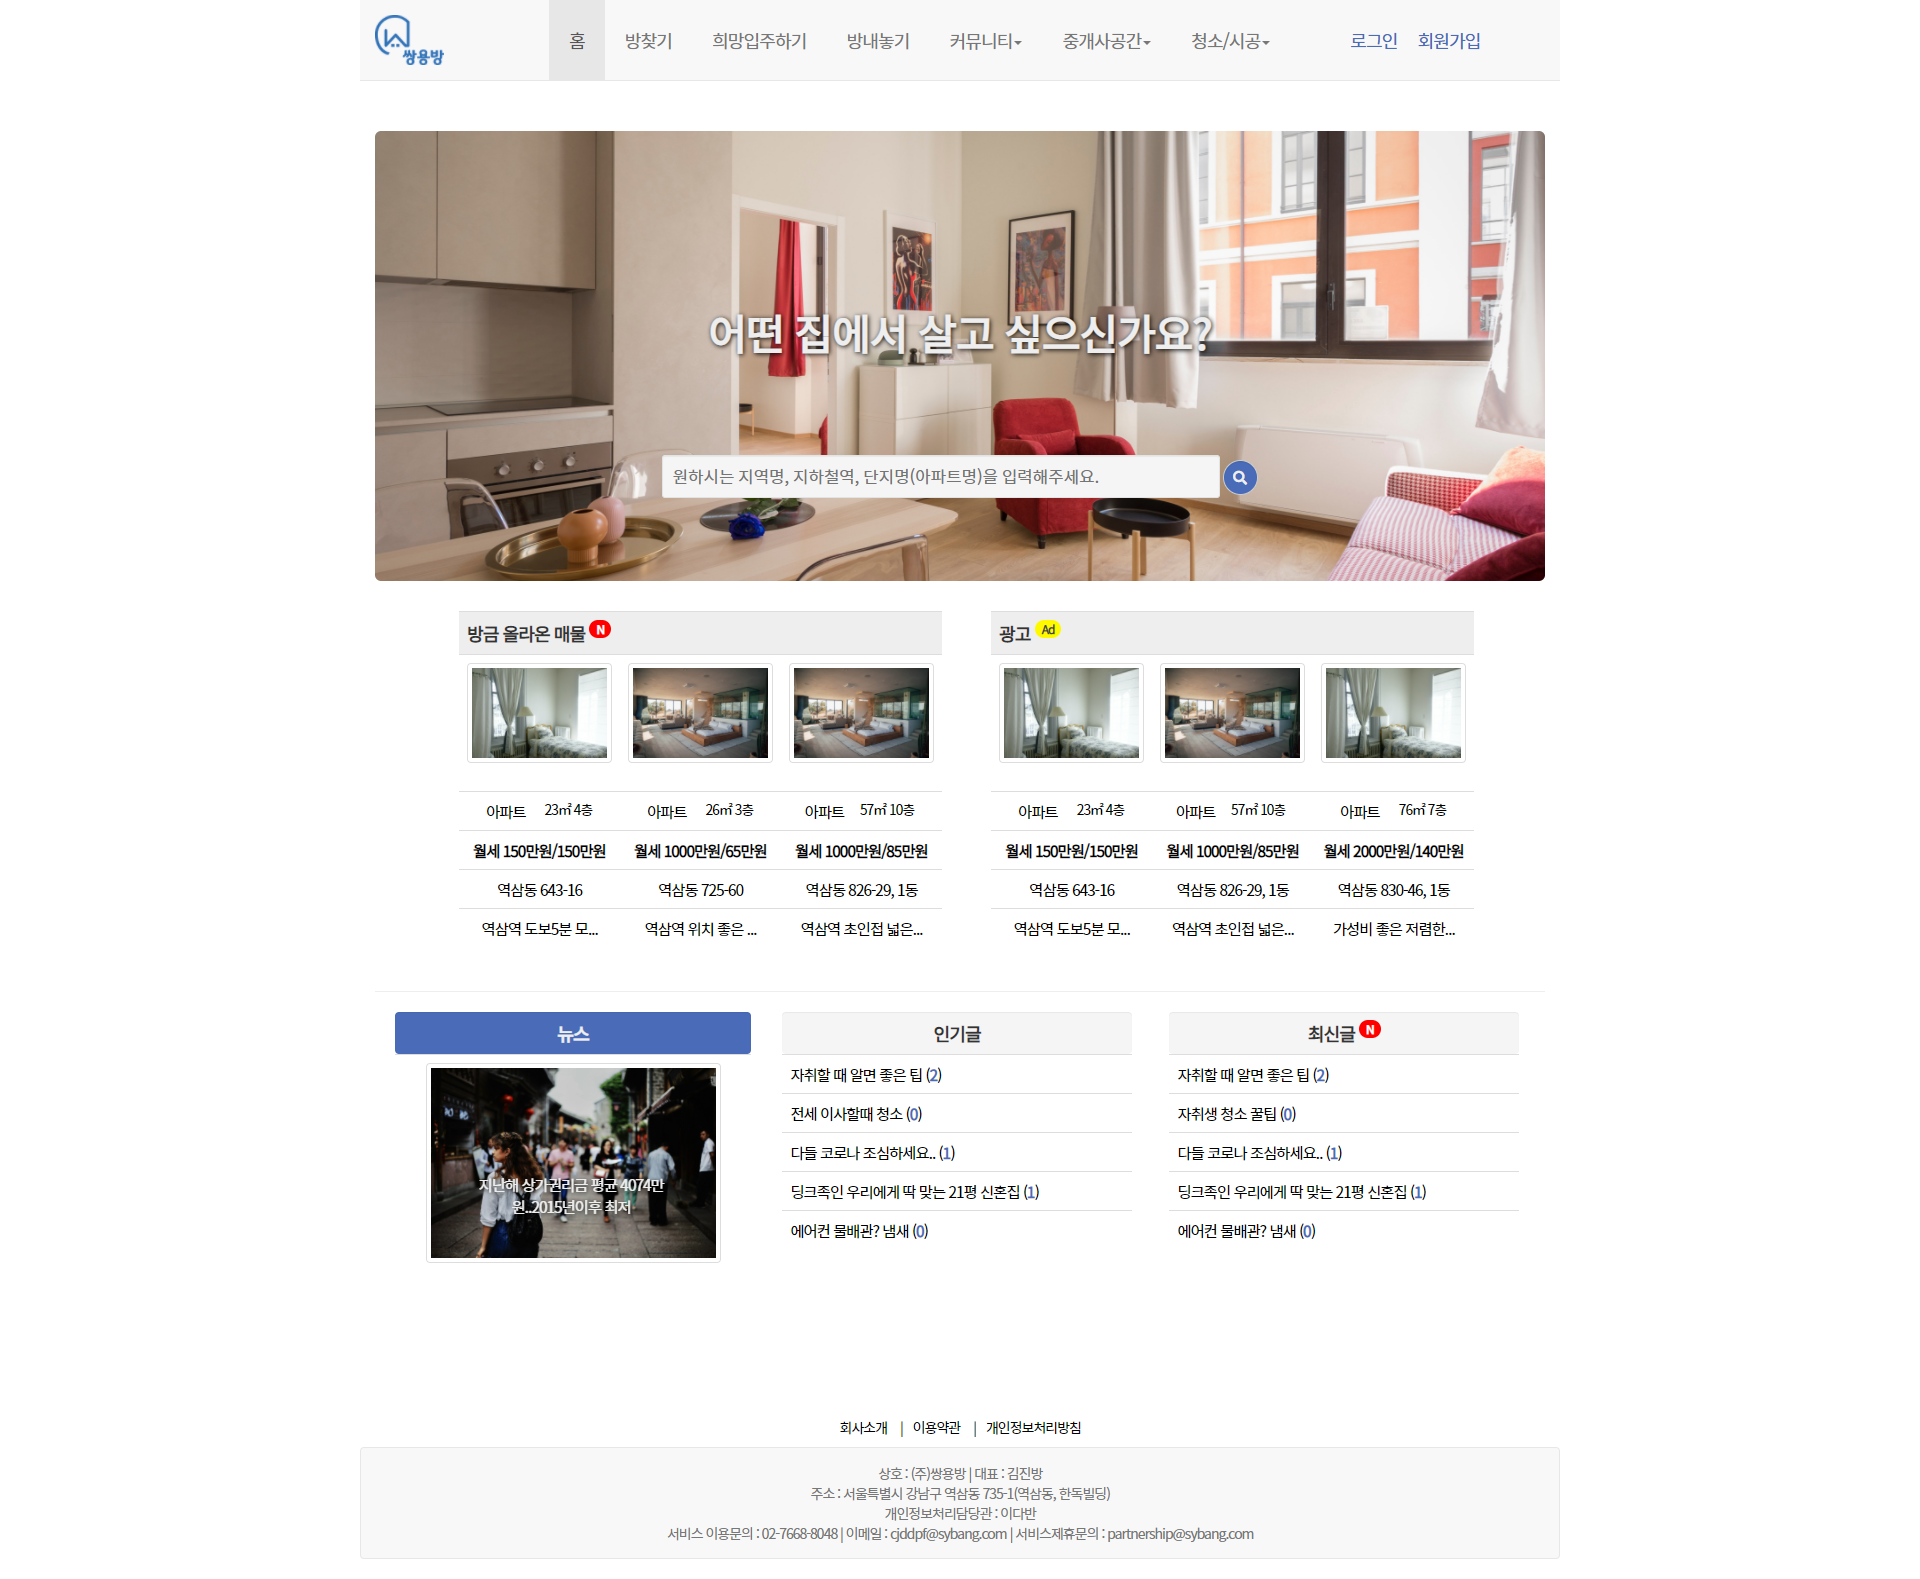 쌍용방
홈 방찾기 희망입주하기 방내놓기 커뮤니티 중개사공간 청소/시공 로그인 회원가입
어떤 집에서 살고 싶으신가요?
원하시는 지역명, 지하철역, 단지명(아파트명)을 입력해주세요.
방금 올라온 매물 N
아파트 23㎡ 4층 아파트 26㎡ 3층 아파트 57㎡ 10층
월세 150만원/150만원 월세 1000만원/65만원 월세 1000만원/85만원
역삼동 643-16 역삼동 725-60 역삼동 826-29, 1동
역삼역 도보5분 모... 역삼역 위치 좋은 ... 역삼역 초인접 넓은...
광고 Ad
아파트 23㎡ 4층 아파트 57㎡ 10층 아파트 76㎡ 7층
월세 150만원/150만원 월세 1000만원/85만원 월세 2000만원/140만원
역삼동 643-16 역삼동 826-29, 1동 역삼동 830-46, 1동
역삼역 도보5분 모... 역삼역 초인접 넓은... 가성비 좋은 저렴한...
뉴스
지난해 상가권리금 평균 4074만
원..2015년이후 최저
인기글
자취할 때 알면 좋은 팁 (2)
전세 이사할때 청소 (0)
다들 코로나 조심하세요.. (1)
딩크족인 우리에게 딱 맞는 21평 신혼집 (1)
에어컨 물배관? 냄새 (0)
최신글 N
자취할 때 알면 좋은 팁 (2)
자취생 청소 꿀팁 (0)
다들 코로나 조심하세요.. (1)
딩크족인 우리에게 딱 맞는 21평 신혼집 (1)
에어컨 물배관? 냄새 (0)
회사소개 | 이용약관 | 개인정보처리방침
상호 : (주)쌍용방 | 대표 : 김진방
주소 : 서울특별시 강남구 역삼동 735-1(역삼동, 한독빌딩)
개인정보처리담당관 : 이다반
서비스 이용문의 : 02-7668-8048 | 이메일 : cjddpf@sybang.com | 서비스제휴문의 : partnership@sybang.com